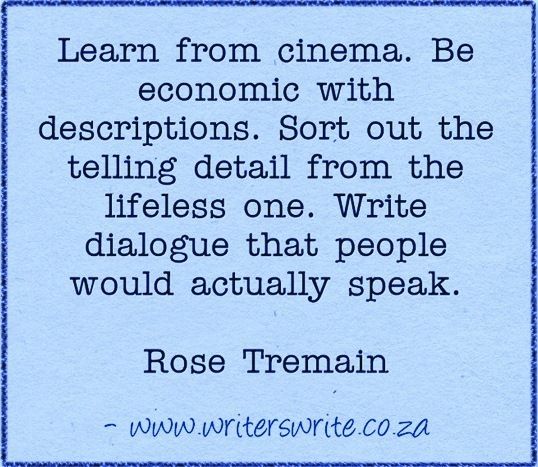 Learn from cinema. Be
economic with
descriptions. Sort out the
telling detail from the
lifeless one. Write
dialogue that people
would actually speak.
Rose Tremain
- www.writerswrite.co.za